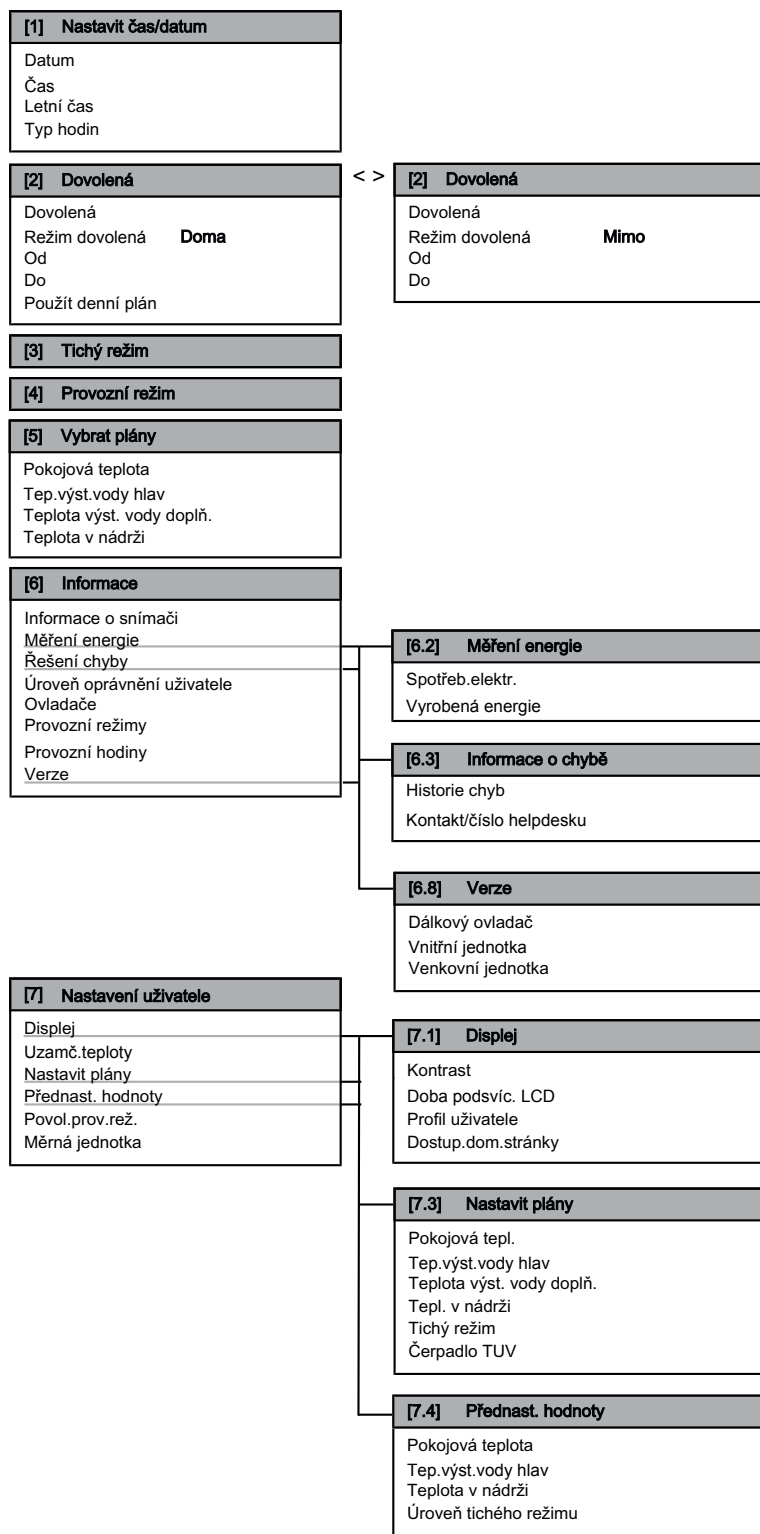 [1] Nastavit čas/datum
Datum
Čas
Letní čas
Typ hodin
[2] Dovolená
Dovolená
Režim dovolená Doma
Od
Do
Použít denní plán
< >
[2] Dovolená
Dovolená
Režim dovolená Mimo
Od
Do
[3] Tichý režim
[4] Provozní režim
[5] Vybrat plány
Pokojová teplota
Tep.výst.vody hlav
Teplota výst. vody doplň.
Teplota v nádrži
[6] Informace
Informace o snímači
Měření energie
Řešení chyby
Úroveň oprávnění uživatele
Ovladače
Provozní režimy
Provozní hodiny
Verze
[6.2] Měření energie
Spotřeb.elektr.
Vyrobená energie
[6.3] Informace o chybě
Historie chyb
Kontakt/číslo helpdesku
[6.8] Verze
Dálkový ovladač
Vnitřní jednotka
Venkovní jednotka
[7] Nastavení uživatele
Displej
Uzamč.teploty
Nastavit plány
Přednast. hodnoty
Povol.prov.rež.
Měrná jednotka
[7.1] Displej
Kontrast
Doba podsvíc. LCD
Profil uživatele
Dostup.dom.stránky
[7.3] Nastavit plány
Pokojová tepl.
Tep.výst.vody hlav
Teplota výst. vody doplň.
Tepl. v nádrži
Tichý režim
Čerpadlo TUV
[7.4] Přednast. hodnoty
Pokojová teplota
Tep.výst.vody hlav
Teplota v nádrži
Úroveň tichého režimu